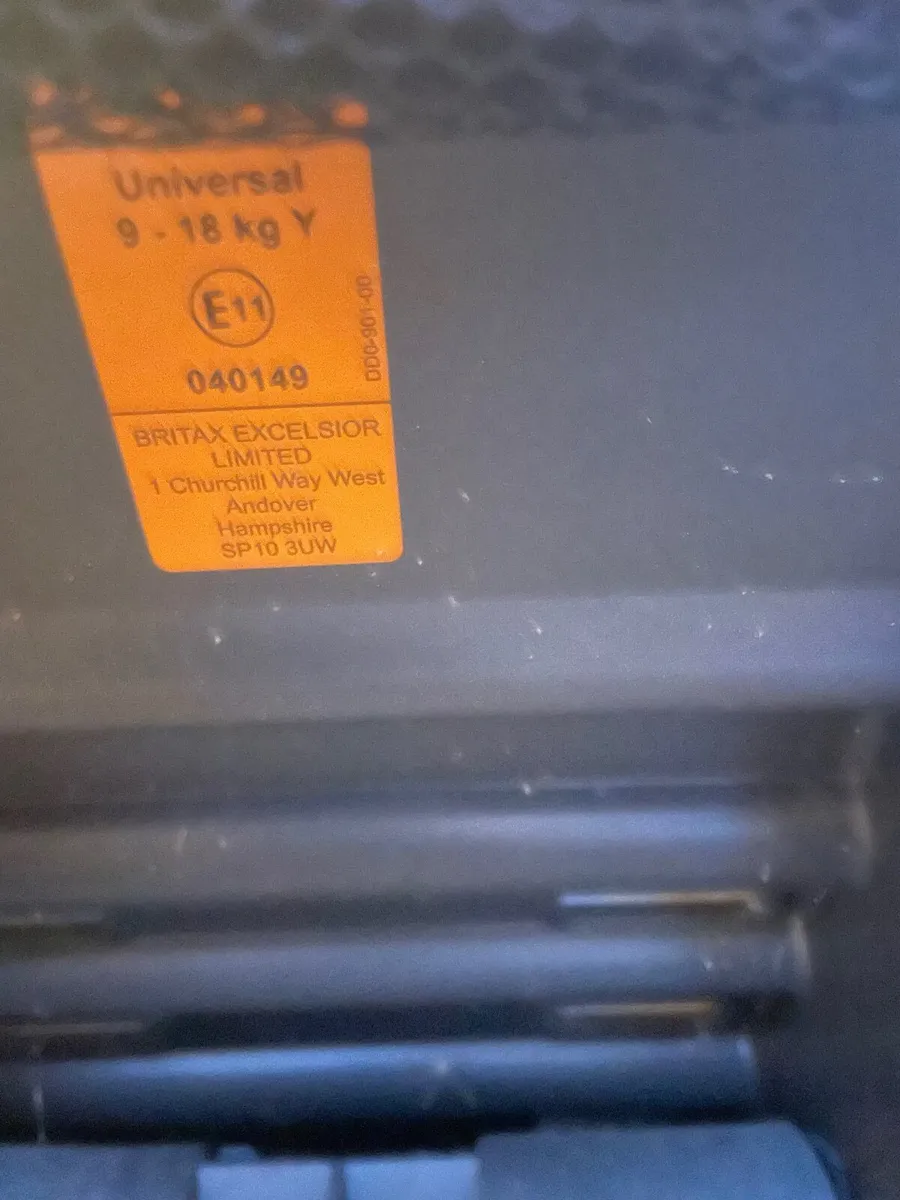 Universal
9 - 18 kg Y
E11
040149
DD0-901-00
BRITAX EXCELSIOR
LIMITED
1 Churchill Way West
Andover
Hampshire
SP10 3UW